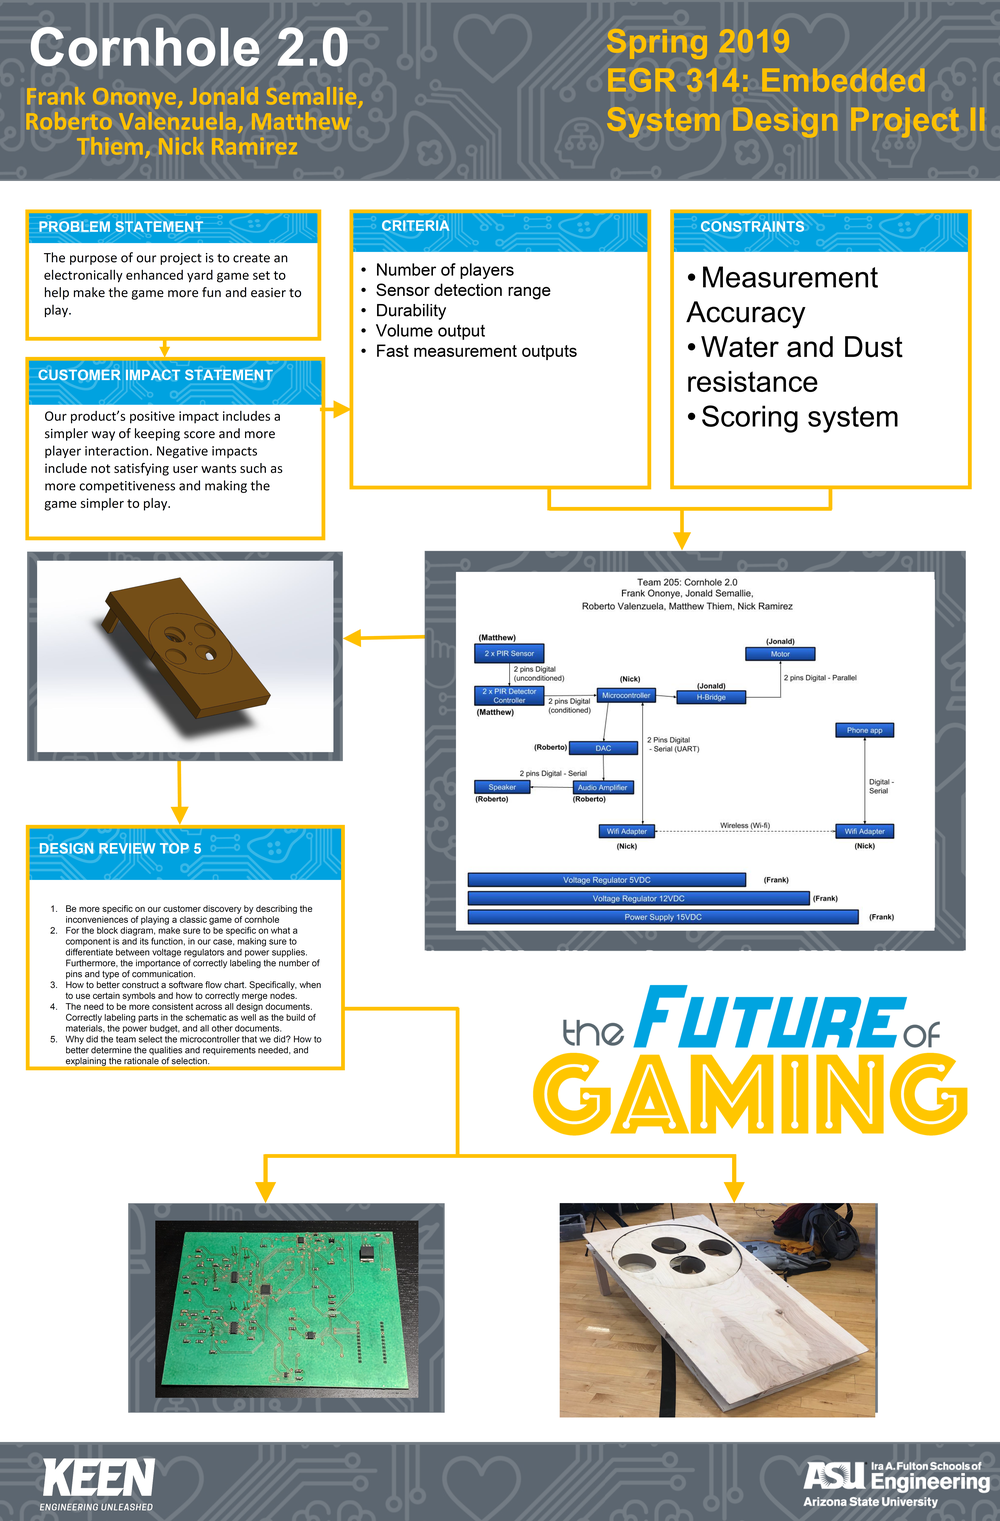 Cornhole 2.0
Frank Ononye, Jonald Semallie,
Roberto Valenzuela, Matthew
Thiem, Nick Ramirez
Spring 2019
EGR 314: Embedded
System Design Project II
PROBLEM STATEMENT
The purpose of our project is to create an
electronically enhanced yard game set to
help make the game more fun and easier to
play.
CUSTOMER IMPACT STATEMENT
Our product's positive impact includes a
simpler way of keeping score and more
player interaction. Negative impacts
include not satisfying user wants such as
more competitiveness and making the
game simpler to play.
CRITERIA
• Number of players
• Sensor detection range
• Durability
• Volume output
• Fast measurement outputs
CONSTRAINTS
• Measurement
Accuracy
• Water and Dust
resistance
• Scoring system
Team 205: Cornhole 2.0
Frank Ononye, Jonald Semallie,
Roberto Valenzuela, Matthew Thiem, Nick Ramirez
(Matthew)
2 x PIR Sensor
2 pins Digital
(unconditioned)
2 x PIR Detector
Controller
(Matthew)
2 pins Digital
(conditioned)
(Nick)
Microcontroller
(Jonald)
H-Bridge
(Jonald)
Motor
2 pins Digital - Parallel
(Roberto)
DAC
2 Pins Digital
- Serial (UART)
2 pins Digital - Serial
Speaker
(Roberto)
Audio Amplifier
(Roberto)
Phone app
Digital -
Serial
Wifi Adapter
(Nick)
Wireless (Wi-fi)
Wifi Adapter
(Nick)
Voltage Regulator 5VDC
(Frank)
Voltage Regulator 12VDC
(Frank)
Power Supply 15VDC
(Frank)
DESIGN REVIEW TOP 5
1. Be more specific on our customer discovery by describing the
inconveniences of playing a classic game of cornhole
2. For the block diagram, make sure to be specific on what a
component is and its function, in our case, making sure to
differentiate between voltage regulators and power supplies.
Furthermore, the importance of correctly labeling the number of
pins and type of communication.
3. How to better construct a software flow chart. Specifically, when
to use certain symbols and how to correctly merge nodes.
4. The need to be more consistent across all design documents.
Correctly labeling parts in the schematic as well as the build of
materials, the power budget, and all other documents.
5. Why did the team select the microcontroller that we did? How to
better determine the qualities and requirements needed, and
explaining the rationale of selection.
the FUTURE OF
GAMING
KEEN
ENGINEERING UNLEASHED
ASU Ira A. Fulton Schools of
Engineering
Arizona State University